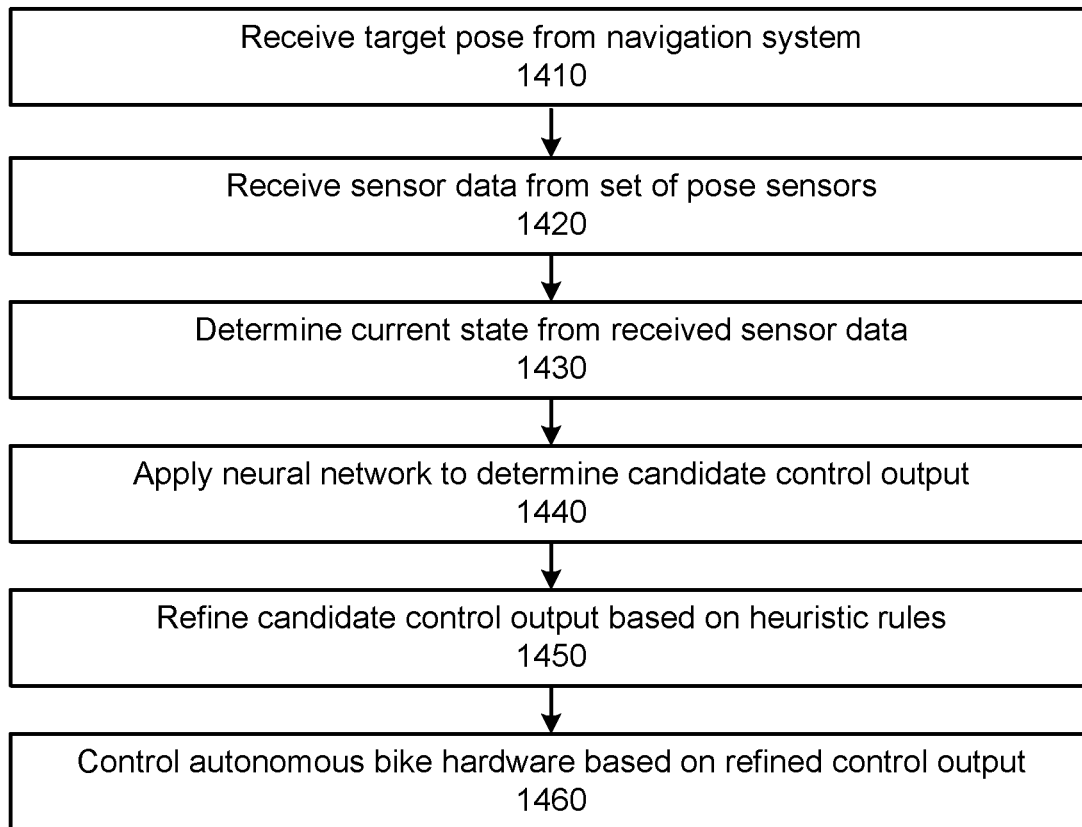 Receive target pose from navigation system
1410
Receive sensor data from set of pose sensors
1420
Determine current state from received sensor data
1430
Apply neural network to determine candidate control output
1440
Refine candidate control output based on heuristic rules
1450
Control autonomous bike hardware based on refined control output
1460